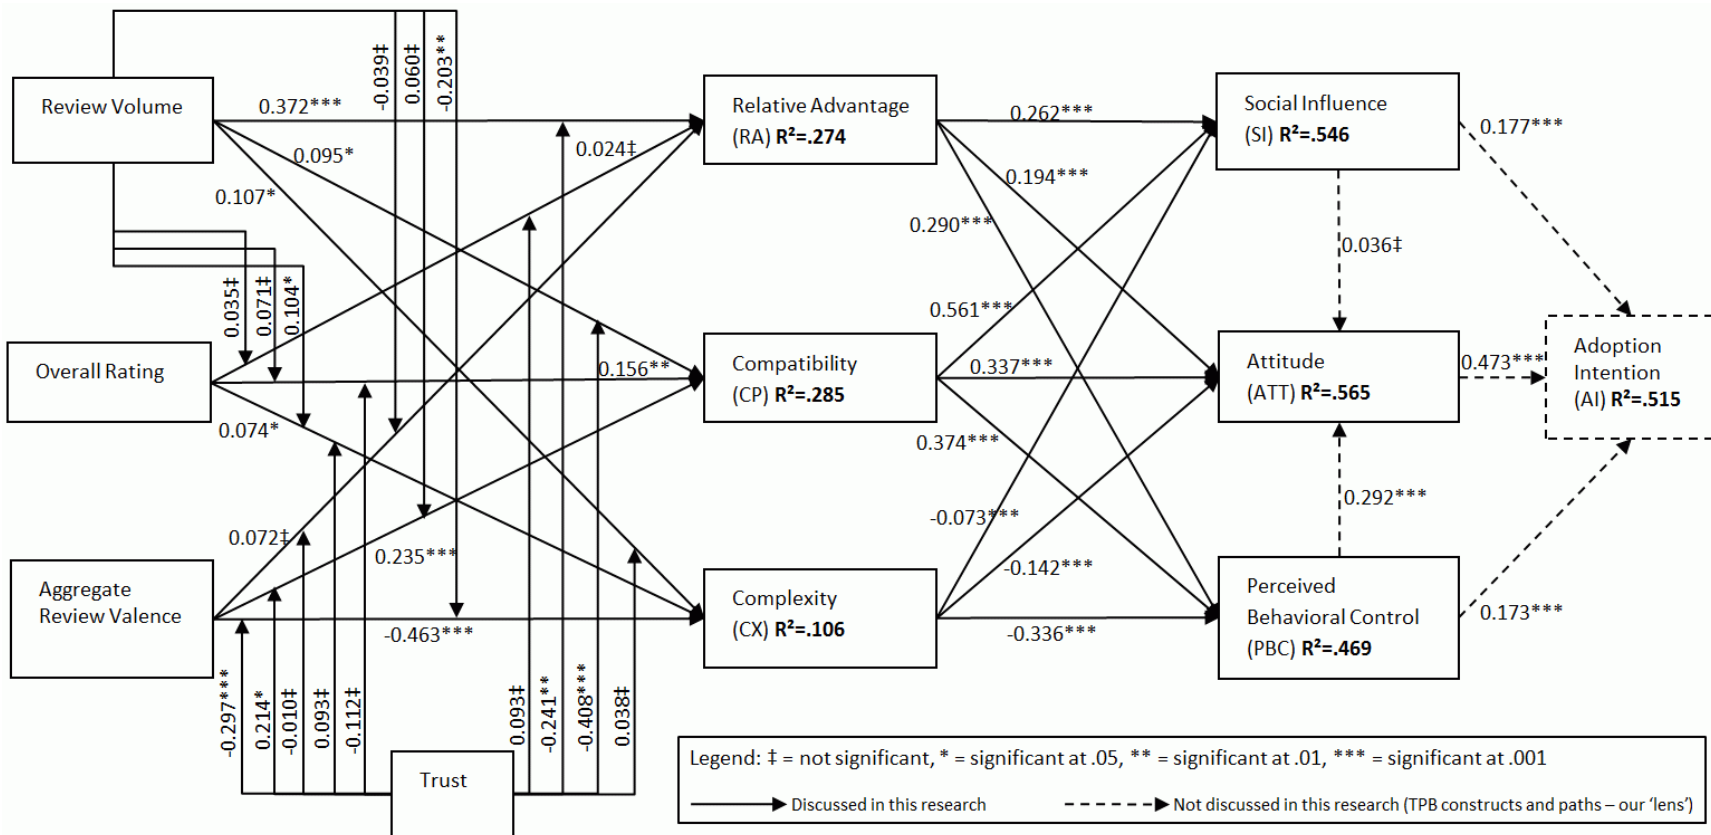 -0.039‡
0.060‡
-0.203**
Review Volume
0.372***
0.095*
0.107*
0.024‡
Relative Advantage
(RA) R²=.274
0.262***
0.194***
0.290***
Social Influence
(SI) R²=.546
0.177***
0.036‡
0.035‡
0.071‡
0.104*
Overall Rating
0.156**
0.074*
Compatibility
(CP) R²=.285
0.561***
0.337***
0.374***
Attitude
(ATT) R²=.565
0.473***
Adoption
Intention
(AI) R²=.515
0.292***
Aggregate
Review Valence
0.072‡
0.235***
-0.463***
Complexity
(CX) R²=.106
-0.073***
-0.142***
-0.336***
Perceived
Behavioral Control
(PBC) R²=.469
0.173***
-0.297***
0.214*
-0.010‡
0.093‡
-0.112‡
0.093‡
-0.241**
-0.408***
0.038‡
Trust
Legend: ‡ = not significant, * = significant at .05, ** = significant at .01, *** = significant at .001
Discussed in this research
Not discussed in this research (TPB constructs and paths – our ‘lens’)